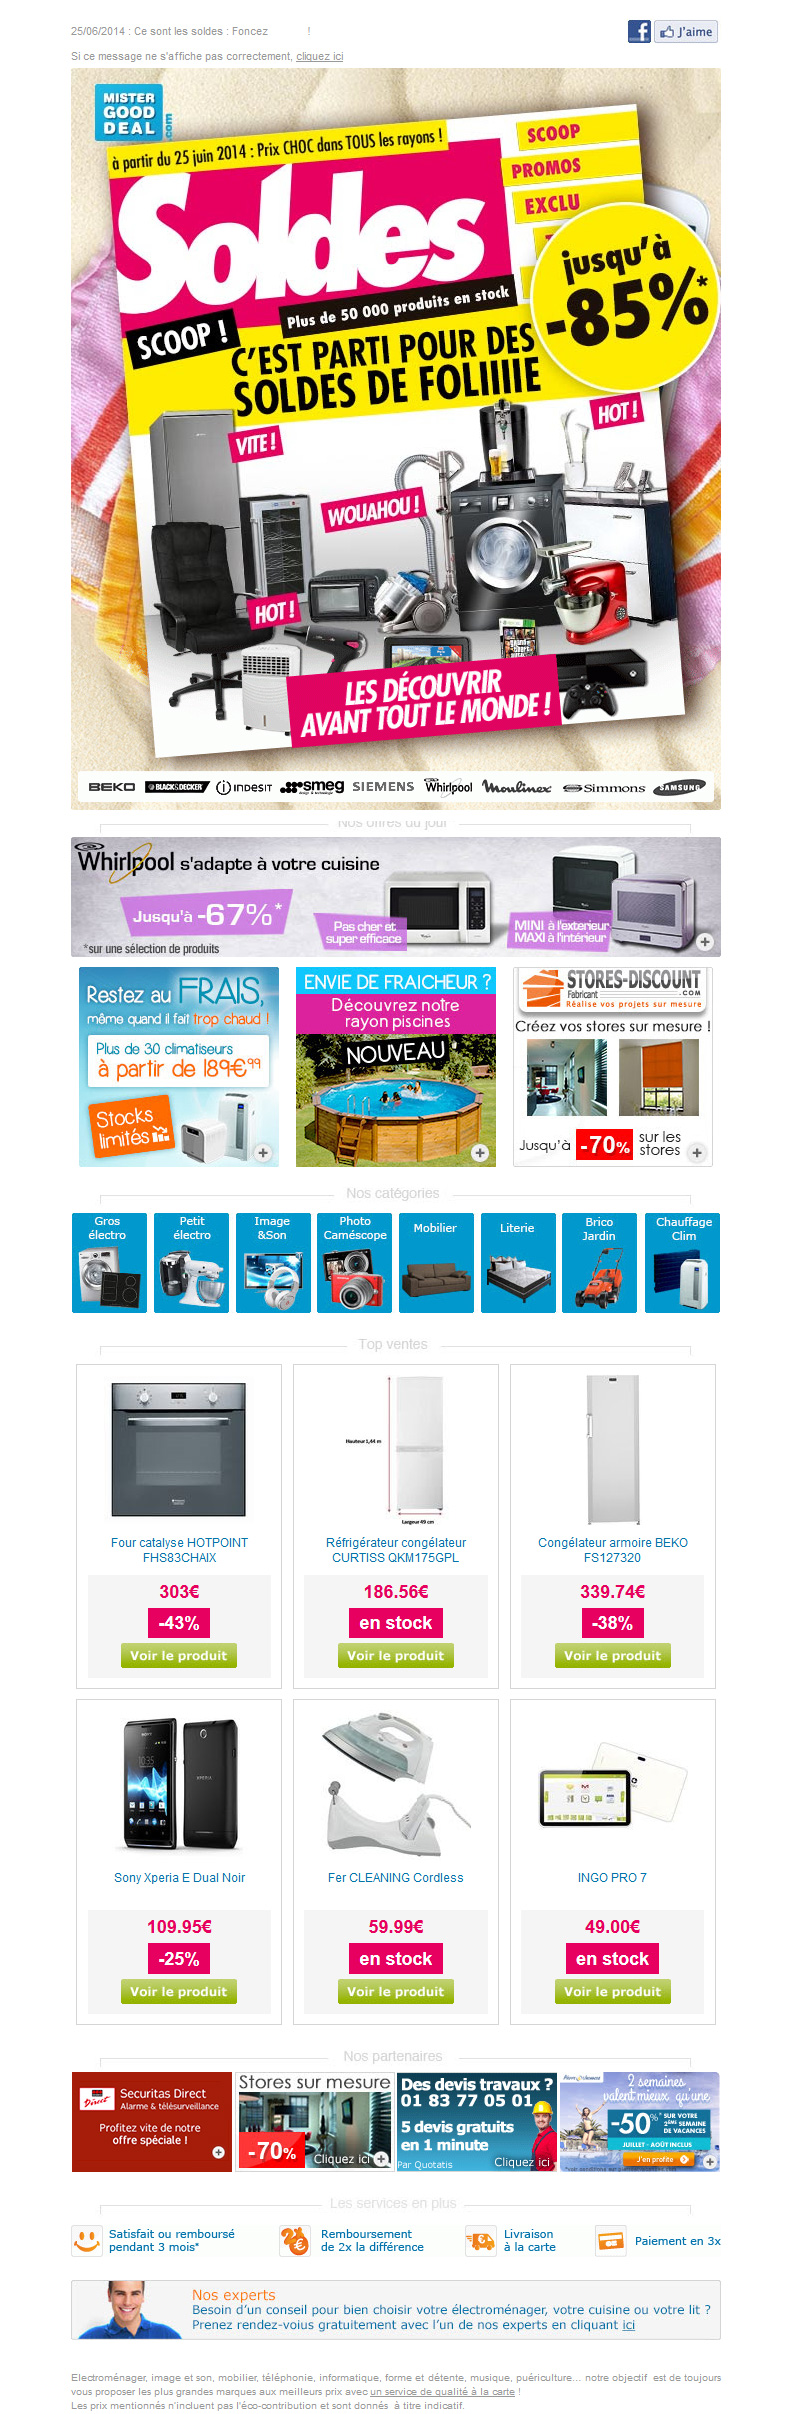 25/06/2014 : Ce sont les soldes : Foncez !
J'aime
Si ce message ne s'affiche pas correctement, cliquez ici
MISTER
GOOD
DEAL.com
à partir du 25 juin 2014 : Prix CHOC dans TOUS les rayons !
SCOOP
PROMOS
EXCLU
Soldes
jusqu'à
-85%*
Plus de 50 000 produits en stock
SCOOP !
C'EST PARTI POUR DES
SOLDES DE FOLIIIIE
HOT !
VITE !
WOUAHOU !
HOT !
LES DÉCOUVRIR
AVANT TOUT LE MONDE !
BEKO BLACK&DECKER INDESIT smeg SIEMENS Whirlpool Moulinex Simmons SAMSUNG
Nos offres du jour
Whirlpool s'adapte à votre cuisine
Jusqu'à -67%*
Pas cher et
super efficace
MINI à l'extérieur
MAXI à l'intérieur
*sur une sélection de produits
Restez au FRAIS,
même quand il fait trop chaud !
Plus de 30 climatiseurs
à partir de 189€99
Stocks
limités
ENVIE DE FRAICHEUR ?
Découvrez notre
rayon piscines
NOUVEAU
STORES-DISCOUNT
Fabricant .COM
Réalise vos projets sur mesure
Créez vos stores sur mesure !
Jusqu'à -70% sur les
stores
Nos catégories
Gros
électro
Petit
électro
Image
&Son
Photo
Caméscope
Mobilier
Literie
Brico
Jardin
Chauffage
Clim
Top ventes
Hauteur 1,44 m
Largeur 49 cm
Four catalyse HOTPOINT
FHS83CHAIX
303€
-43%
Voir le produit
Réfrigérateur congélateur
CURTISS QKM175GPL
186.56€
en stock
Voir le produit
Congélateur armoire BEKO
FS127320
339.74€
-38%
Voir le produit
SONY
10:35
XPERIA
Sony Xperia E Dual Noir
109.95€
-25%
Voir le produit
Fer CLEANING Cordless
59.99€
en stock
Voir le produit
INGO PRO 7
49.00€
en stock
Voir le produit
Nos partenaires
Direct
Securitas Direct
Alarme & télésurveillance
Profitez vite de notre
offre spéciale !
Stores sur mesure
-70%
Cliquez ici
Des devis travaux ?
01 83 77 05 01
5 devis gratuits
en 1 minute
Par Quotatis
Cliquez ici
2 semaines
valent mieux qu'une
-50%* SUR VOTRE
2ÈME SEMAINE
DE VACANCES
JUILLET - AOÛT INCLUS
J'en profite
Les services en plus
Satisfait ou remboursé
pendant 3 mois*
Remboursement
de 2x la différence
Livraison
à la carte
Paiement en 3x
Nos experts
Besoin d'un conseil pour bien choisir votre électroménager, votre cuisine ou votre lit ?
Prenez rendez-voius gratuitement avec l'un de nos experts en cliquant ici
Electroménager, image et son, mobilier, téléphonie, informatique, forme et détente, musique, puériculture... notre objectif est de toujours
vous proposer les plus grandes marques aux meilleurs prix avec un service de qualité à la carte !
Les prix mentionnés n'incluent pas l'éco-contribution et sont donnés à titre indicatif.